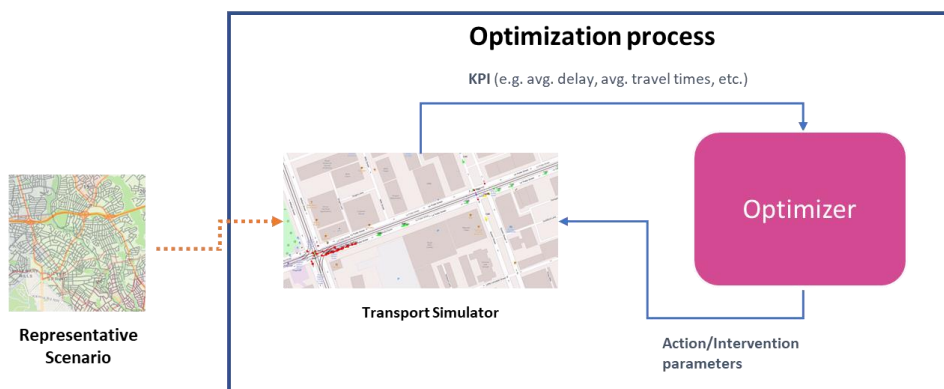 Optimization process
KPI (e.g. avg. delay, avg. travel times, etc.)
Optimizer
Transport Simulator
Representative
Scenario
Action/Intervention
parameters